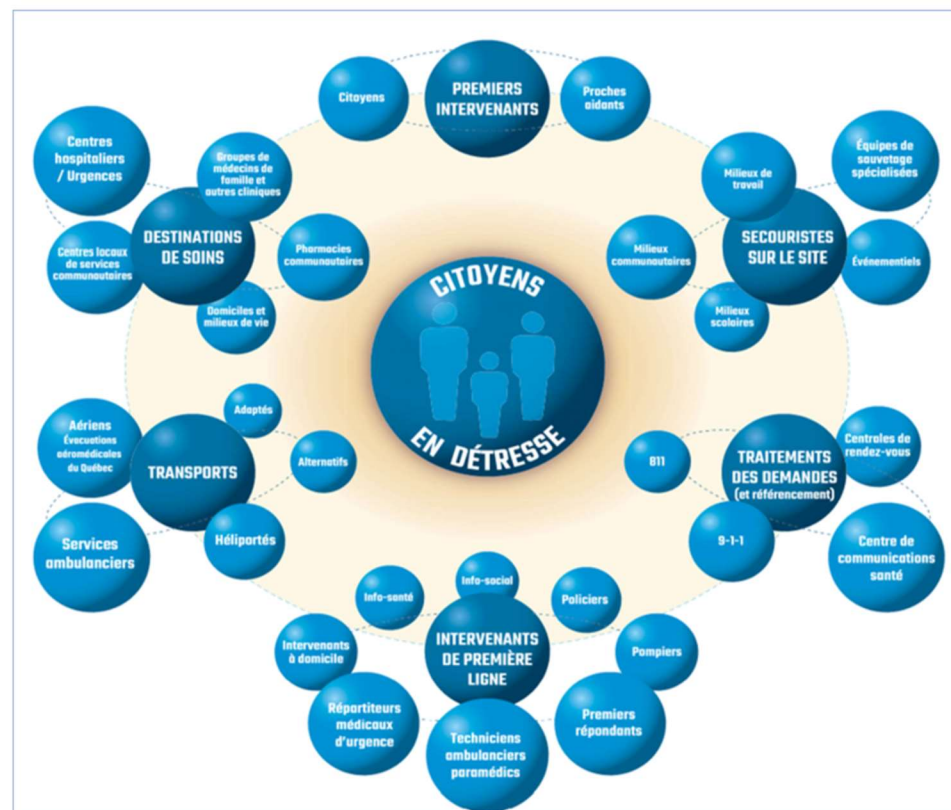 PREMIERS
INTERVENANTS
Citoyens
Proches
aidants
Centres
hospitaliers
/ Urgences
Groupes de
médecins de
famille et
autres cliniques
DESTINATIONS
DE SOINS
Centres locaux
de services
communautaires
Pharmacies
communautaires
Domiciles et
milieux de vie
Milieux de
travail
Équipes de
sauvetage
spécialisées
SECOURISTES
SUR LE SITE
Milieux
communautaires
Événementiels
Milieux
scolaires
CITOYENS
EN DÉTRESSE
Adaptés
Aériens
Évacuations
aéromédicales
du Québec
TRANSPORTS
Alternatifs
Services
ambulanciers
Héliportés
811
TRAITEMENTS
DES DEMANDES
(et référencement)
Centrales de
rendez-vous
9-1-1
Centre de
communications
santé
Info-santé
Info-social
Policiers
Intervenants
à domicile
INTERVENANTS
DE PREMIÈRE
LIGNE
Pompiers
Répartiteurs
médicaux
d'urgence
Techniciens
ambulanciers
paramédics
Premiers
répondants